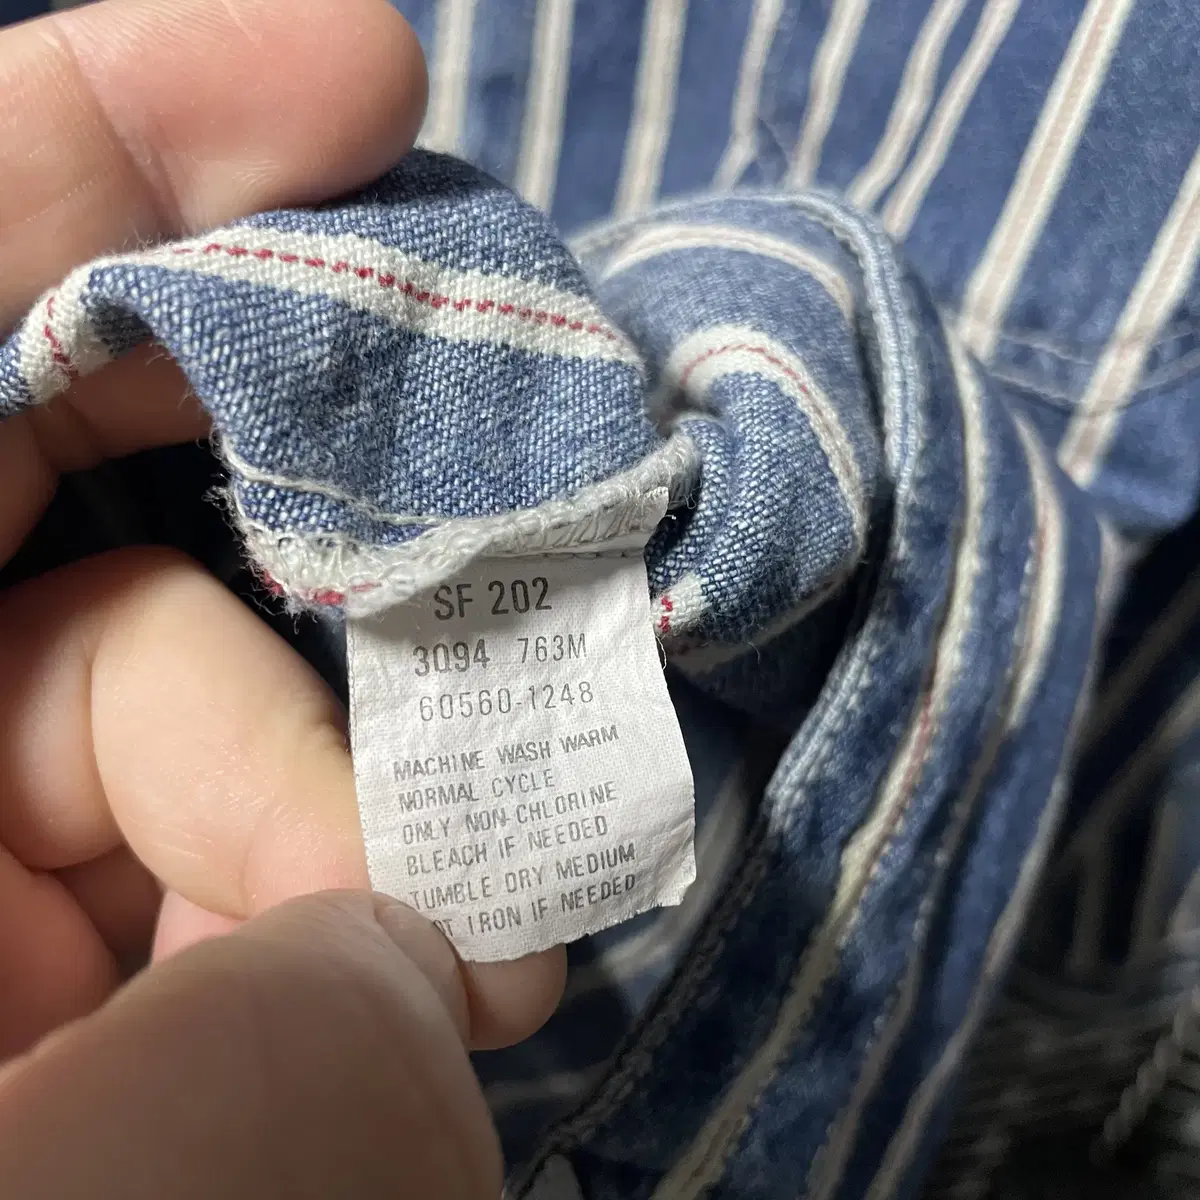 SF 202
3094 763M
60560-1248
MACHINE WASH WARM
NORMAL CYCLE
ONLY NON-CHLORINE
BLEACH IF NEEDED
TUMBLE DRY MEDIUM
IRON IF NEEDED